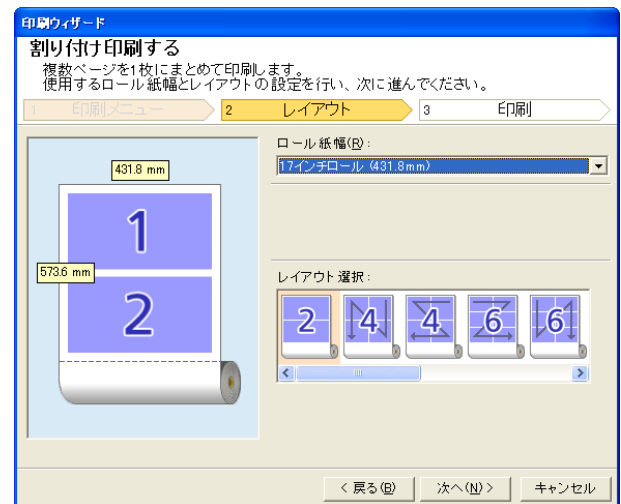 印刷ウィザード
割り付け印刷する
複数ページを1枚にまとめて印刷します。
使用するロール紙幅とレイアウトの設定を行い、次に進んでください。
1 印刷メニュー 2 レイアウト 3 印刷
ロール紙幅(R):
17インチロール (431.8mm)
431.8 mm
573.6 mm
1
2
レイアウト選択:
2 4 4 6 6
< 戻る(B) 次へ(N) > キャンセル